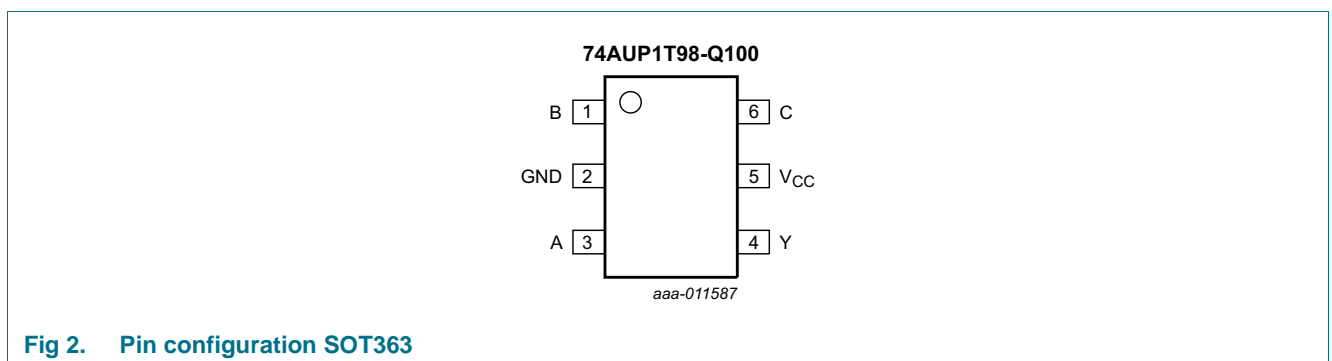 74AUP1T98-Q100
B 1 6 C
GND 2 5 VCC
A 3 4 Y
aaa-011587
Fig 2. Pin configuration SOT363